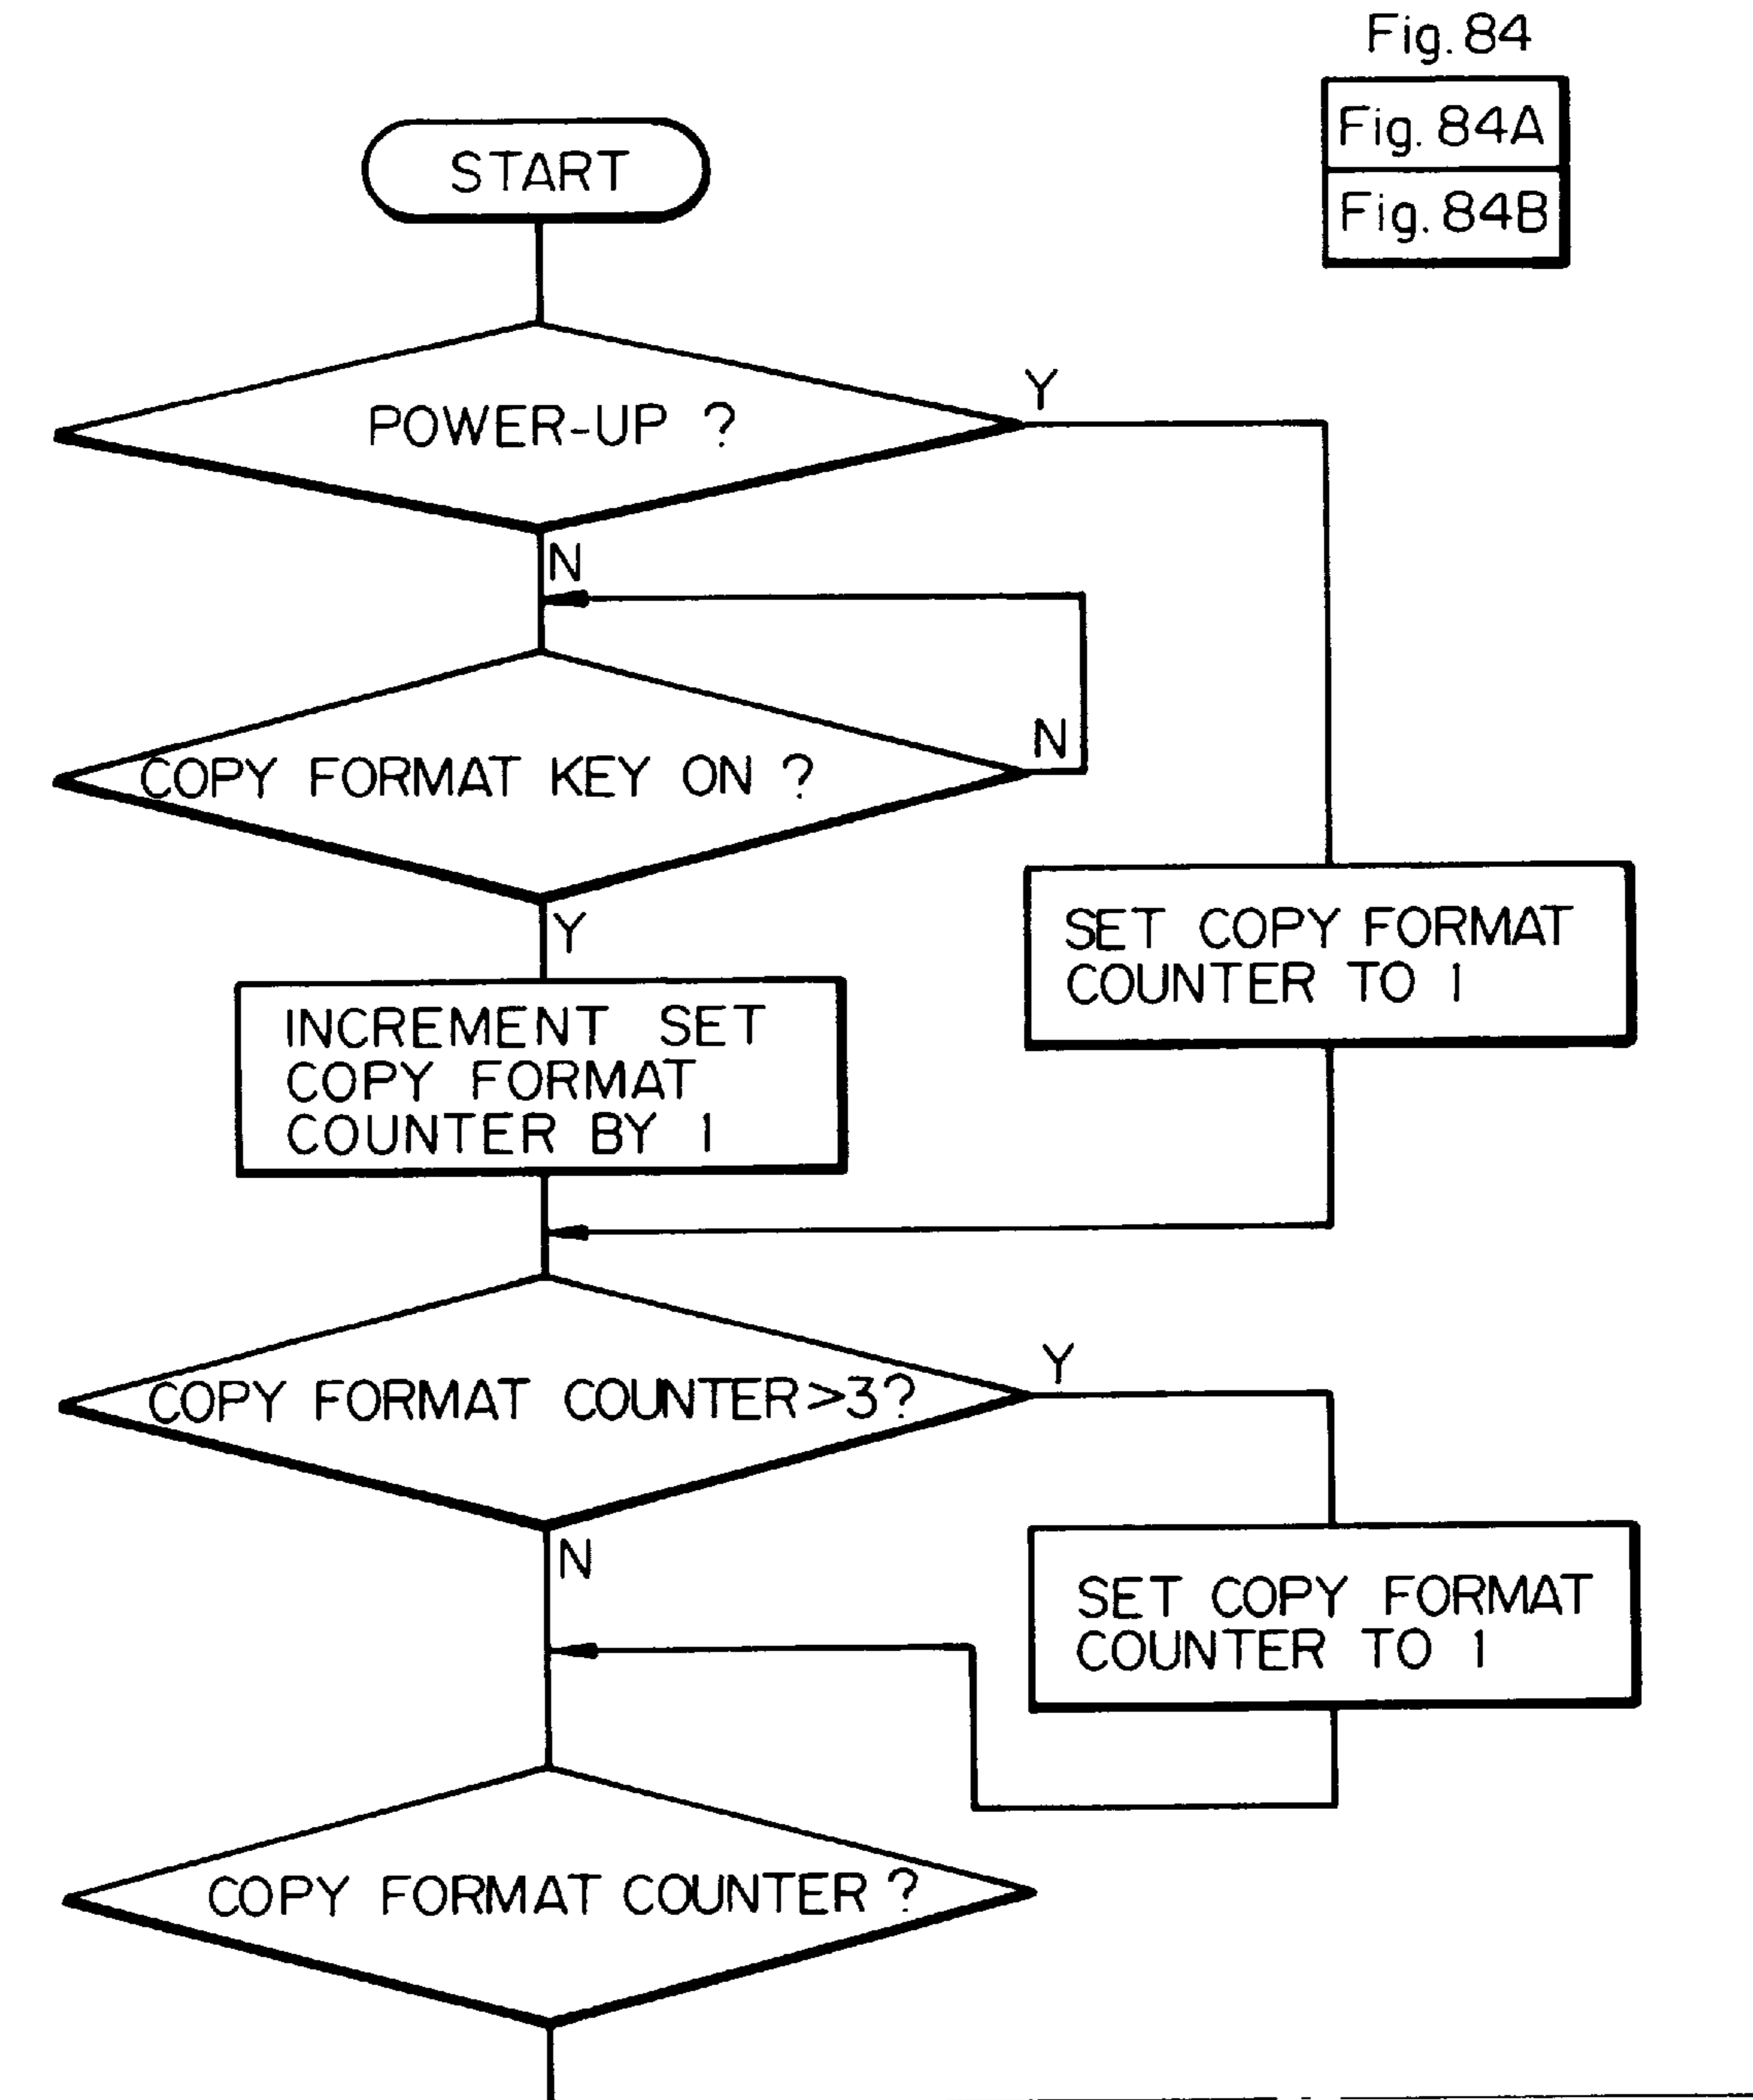 Fig. 84
Fig. 84A
Fig. 84B
START
POWER-UP ?
Y
N
COPY FORMAT KEY ON ?
N
Y
SET COPY FORMAT
COUNTER TO 1
INCREMENT SET
COPY FORMAT
COUNTER BY 1
COPY FORMAT COUNTER>3?
Y
N
SET COPY FORMAT
COUNTER TO 1
COPY FORMAT COUNTER ?